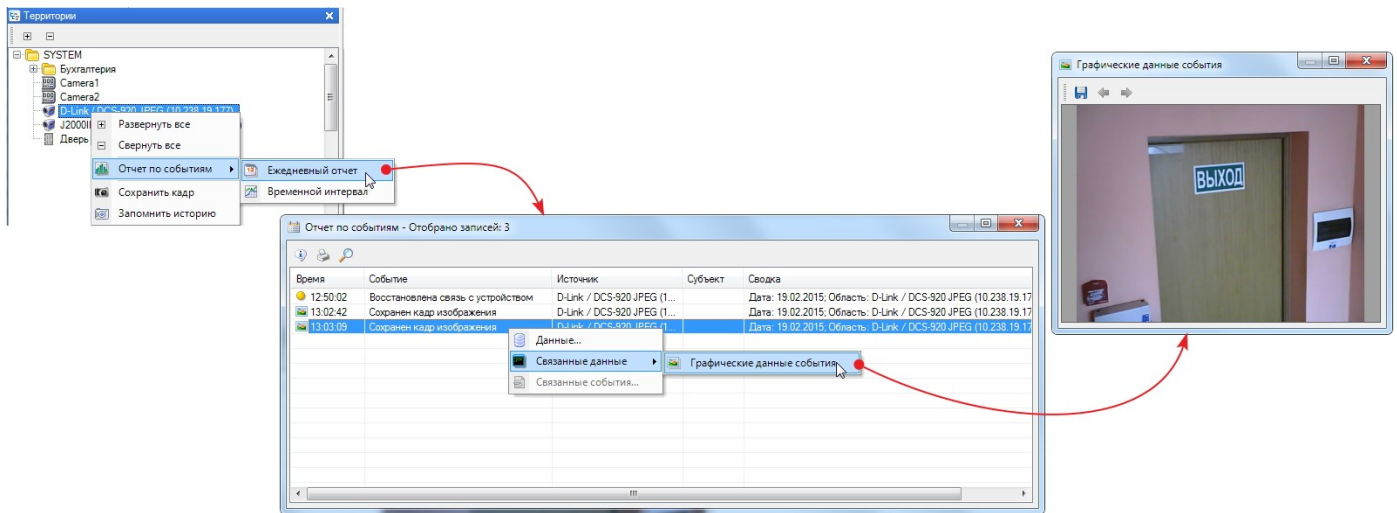 Территории
SYSTEM
Бухгалтерия
Camera1
Camera2
D-Link / DCS-920 JPEG (10.238.19.177)
J2000II
Дверь
Развернуть все
Свернуть все
Отчет по событиям
Сохранить кадр
Запомнить историю
Ежедневный отчет
Временной интервал
Отчет по событиям - Отобрано записей: 3
Время Событие Источник Субъект Сводка
12:50:02 Восстановлена связь с устройством D-Link / DCS-920 JPEG (1... Дата: 19.02.2015; Область: D-Link / DCS-920 JPEG (10.238.19.17
13:02:42 Сохранен кадр изображения D-Link / DCS-920 JPEG (1... Дата: 19.02.2015; Область: D-Link / DCS-920 JPEG (10.238.19.17
13:03:09 Сохранен кадр изображения D-Link / DCS-920 JPEG (1... Дата: 19.02.2015; Область: D-Link / DCS-920 JPEG (10.238.19.17
Данные...
Связанные данные
Связанные события...
Графические данные события
Графические данные события
ВЫХОД